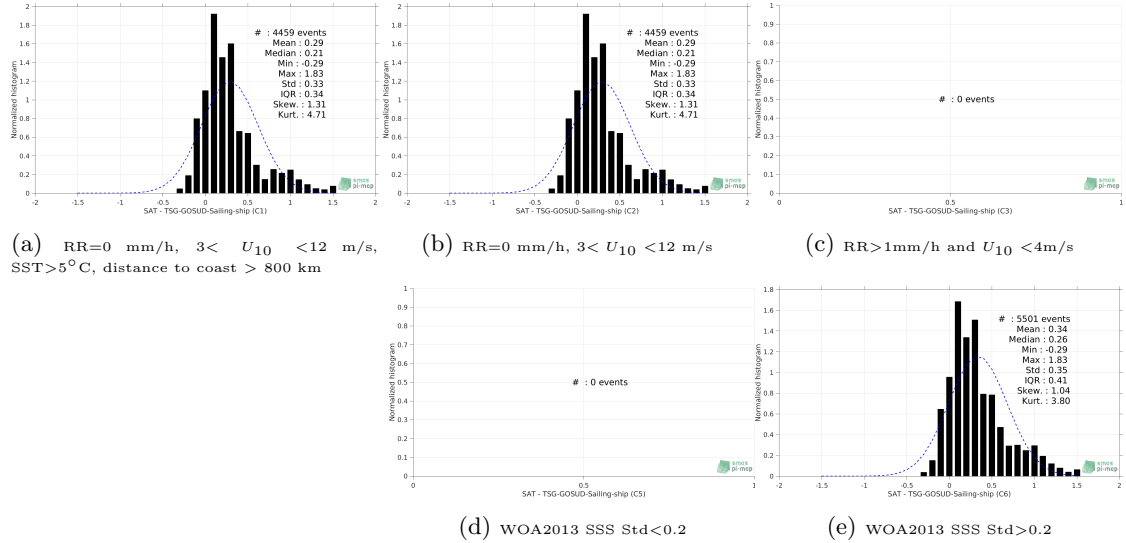 2
1.8
1.6
1.4
1.2
1
0.8
0.6
0.4
0.2
0
Normalized histogram
# : 4459 events
Mean : 0.29
Median : 0.21
Min : -0.29
Max : 1.83
Std : 0.33
IQR : 0.34
Skew. : 1.31
Kurt. : 4.71
smos
pi-mep
-2 -1.5 -1 -0.5 0 0.5 1 1.5 2
SAT - TSG-GOSUD-Sailing-ship (C1)
(a) RR=0 mm/h, 3< U10 <12 m/s,
SST>5°C, distance to coast > 800 km
2
1.8
1.6
1.4
1.2
1
0.8
0.6
0.4
0.2
0
Normalized histogram
# : 4459 events
Mean : 0.29
Median : 0.21
Min : -0.29
Max : 1.83
Std : 0.33
IQR : 0.34
Skew. : 1.31
Kurt. : 4.71
smos
pi-mep
-2 -1.5 -1 -0.5 0 0.5 1 1.5 2
SAT - TSG-GOSUD-Sailing-ship (C2)
(b) RR=0 mm/h, 3< U10 <12 m/s
1
0.9
0.8
0.7
0.6
0.5
0.4
0.3
0.2
0.1
0
Normalized histogram
# : 0 events
smos
pi-mep
0 0.5 1
SAT - TSG-GOSUD-Sailing-ship (C3)
(c) RR>1mm/h and U10 <4m/s
1
0.9
0.8
0.7
0.6
0.5
0.4
0.3
0.2
0.1
0
Normalized histogram
# : 0 events
smos
pi-mep
0 0.5 1
SAT - TSG-GOSUD-Sailing-ship (C5)
(d) WOA2013 SSS Std<0.2
1.8
1.6
1.4
1.2
1
0.8
0.6
0.4
0.2
0
Normalized histogram
# : 5501 events
Mean : 0.34
Median : 0.26
Min : -0.29
Max : 1.83
Std : 0.35
IQR : 0.41
Skew. : 1.04
Kurt. : 3.80
smos
pi-mep
-2 -1.5 -1 -0.5 0 0.5 1 1.5 2
SAT - TSG-GOSUD-Sailing-ship (C6)
(e) WOA2013 SSS Std>0.2